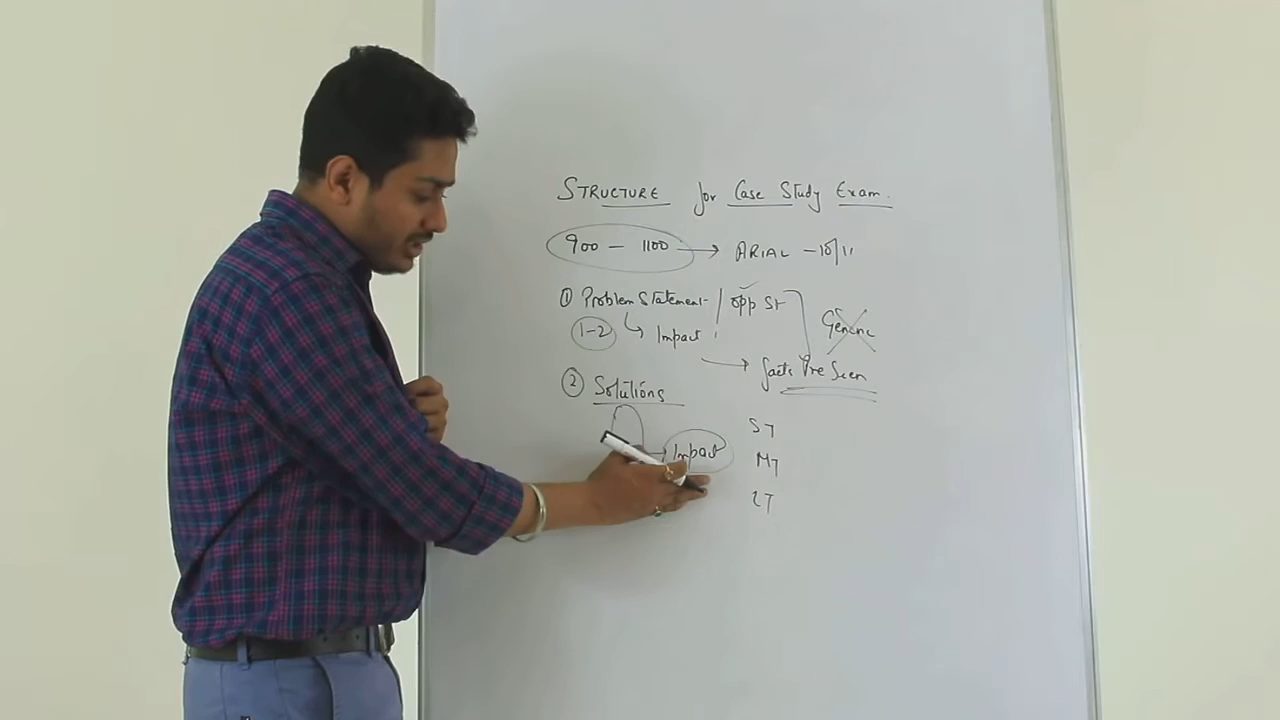 STRUCTURE for Case Study Exam.
900 - 1100 → ARIAL - 10/11
① Problem Statement / opp St
Generic
1-2 Impact
→ facts Pre Seen
② Solutions
ST
→ Impact
MT
LT